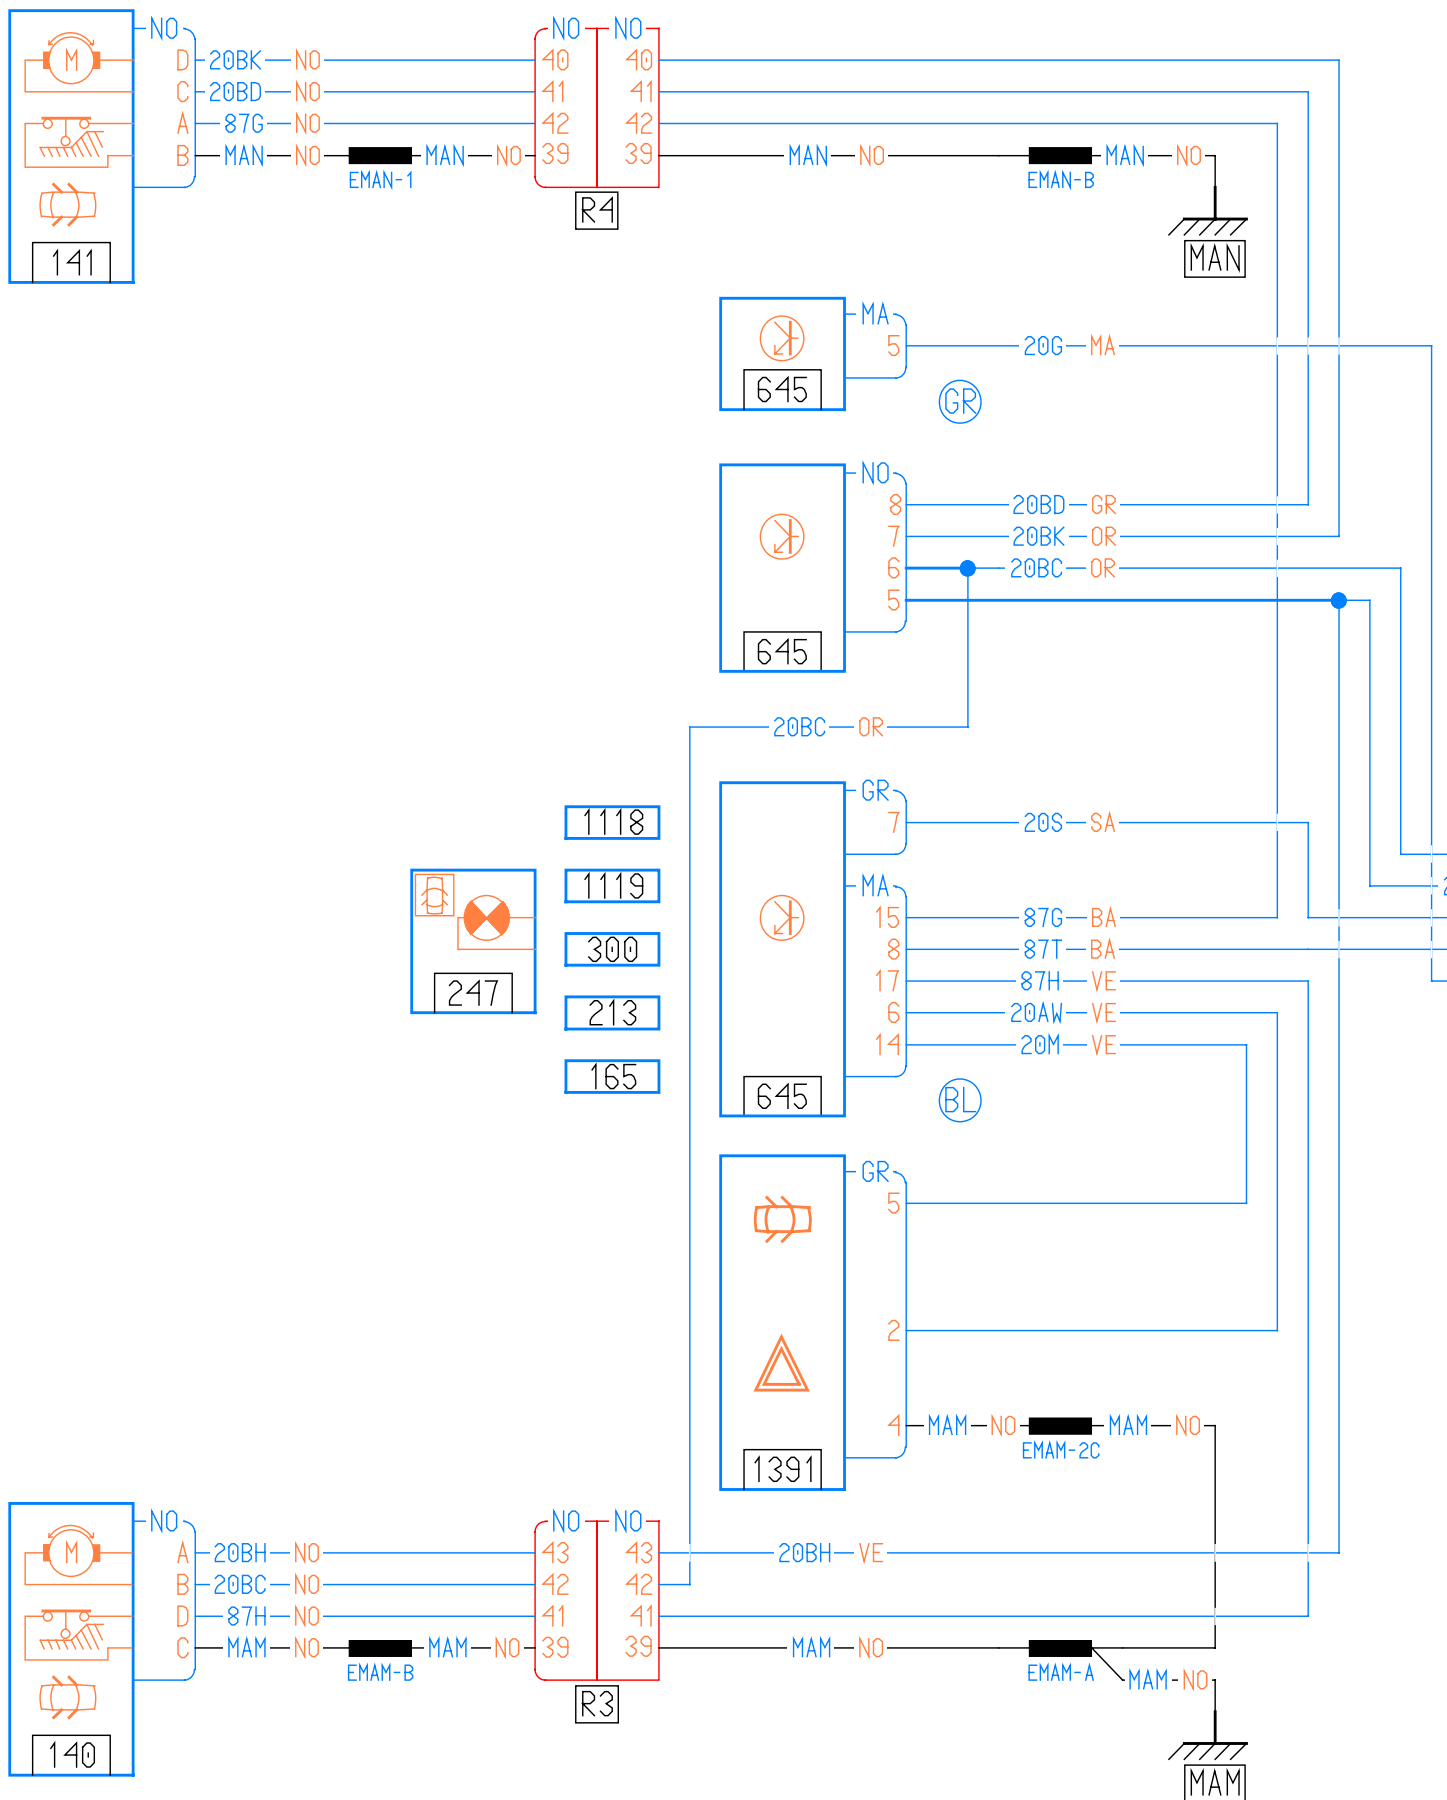 NO NO NO
M D 20BK NO 40 40
C 20BD NO 41 41
A 87G NO 42 42
B MAN NO MAN NO 39 39 MAN NO MAN NO
EMAN-1 EMAN-B
R4
141 MAN
MA
5 20G MA
645 GR
NO
8 20BD GR
7 20BK OR
6 20BC OR
5
645
20BC OR
GR
1118 7 20S SA
1119 MA
15 87G BA
300 8 87T BA
247 17 87H VE
213 6 20AW VE
14 20M VE
165
645 BL
GR
5
2
4 MAM NO MAM NO
EMAM-2C
1391
NO NO NO
M A 20BH NO 43 43 20BH VE
B 20BC NO 42 42
D 87H NO 41 41
C MAM NO MAM NO 39 39 MAM NO
EMAM-B EMAM-A
MAM NO
R3
140
MAM